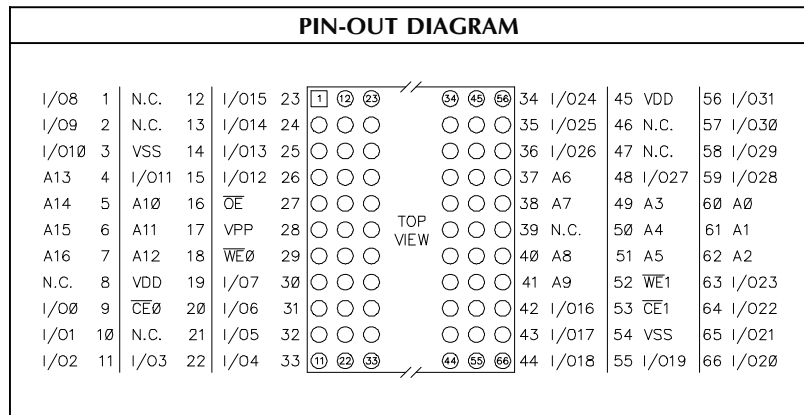 PIN-OUT DIAGRAM
I/O8 1 N.C. 12 I/O15 23 1 12 23 34 45 56 34 I/O24 45 VDD 56 I/O31
I/O9 2 N.C. 13 I/O14 24 35 I/O25 46 N.C. 57 I/O30
I/O10 3 VSS 14 I/O13 25 36 I/O26 47 N.C. 58 I/O29
A13 4 I/O11 15 I/O12 26 37 A6 48 I/O27 59 I/O28
A14 5 A10 16 OE 27 38 A7 49 A3 60 A0
A15 6 A11 17 VPP 28 TOP 39 N.C. 50 A4 61 A1
A16 7 A12 18 WE0 29 VIEW 40 A8 51 A5 62 A2
N.C. 8 VDD 19 I/O7 30 41 A9 52 WE1 63 I/O23
I/O0 9 CE0 20 I/O6 31 42 I/O16 53 CE1 64 I/O22
I/O1 10 N.C. 21 I/O5 32 43 I/O17 54 VSS 65 I/O21
I/O2 11 I/O3 22 I/O4 33 11 22 33 44 55 66 44 I/O18 55 I/O19 66 I/O20